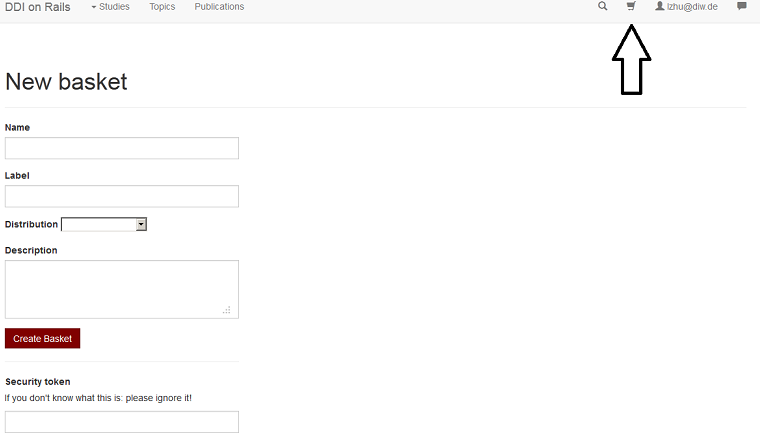 DDI on Rails Studies Topics Publications lzhu@diw.de
New basket
Name
Label
Distribution
Description
Create Basket
Security token
If you don't know what this is: please ignore it!